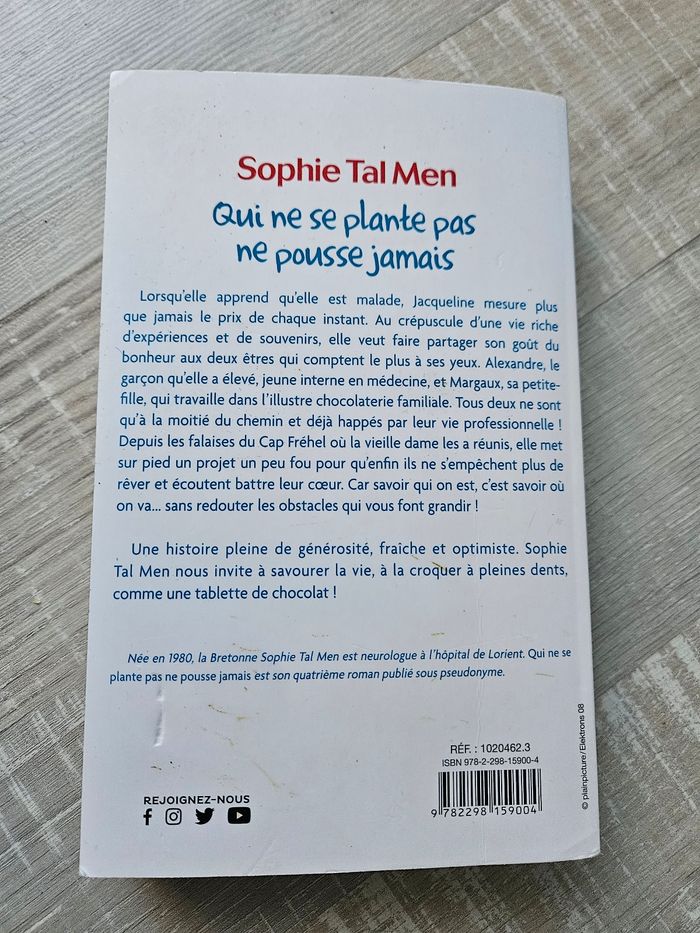 Sophie Tal Men
Qui ne se plante pas
ne pousse jamais
Lorsqu'elle apprend qu'elle est malade, Jacqueline mesure plus
que jamais le prix de chaque instant. Au crépuscule d'une vie riche
d'expériences et de souvenirs, elle veut faire partager son goût du
bonheur aux deux êtres qui comptent le plus à ses yeux. Alexandre, le
garçon qu'elle a élevé, jeune interne en médecine, et Margaux, sa petite-
fille, qui travaille dans l'illustre chocolaterie familiale. Tous deux ne sont
qu'à la moitié du chemin et déjà happés par leur vie professionnelle !
Depuis les falaises du Cap Fréhel où la vieille dame les a réunis, elle met
sur pied un projet un peu fou pour qu'enfin ils ne s'empêchent plus de
rêver et écoutent battre leur cœur. Car savoir qui on est, c'est savoir où
on va... sans redouter les obstacles qui vous font grandir !
Une histoire pleine de générosité, fraîche et optimiste. Sophie
Tal Men nous invite à savourer la vie, à la croquer à pleines dents,
comme une tablette de chocolat !
Née en 1980, la Bretonne Sophie Tal Men est neurologue à l'hôpital de Lorient. Qui ne se
plante pas ne pousse jamais est son quatrième roman publié sous pseudonyme.
RÉF. : 1020462.3
ISBN 978-2-298-15900-4
9 782298 159004
REJOIGNEZ-NOUS
© plainpicture/Elektrons 08